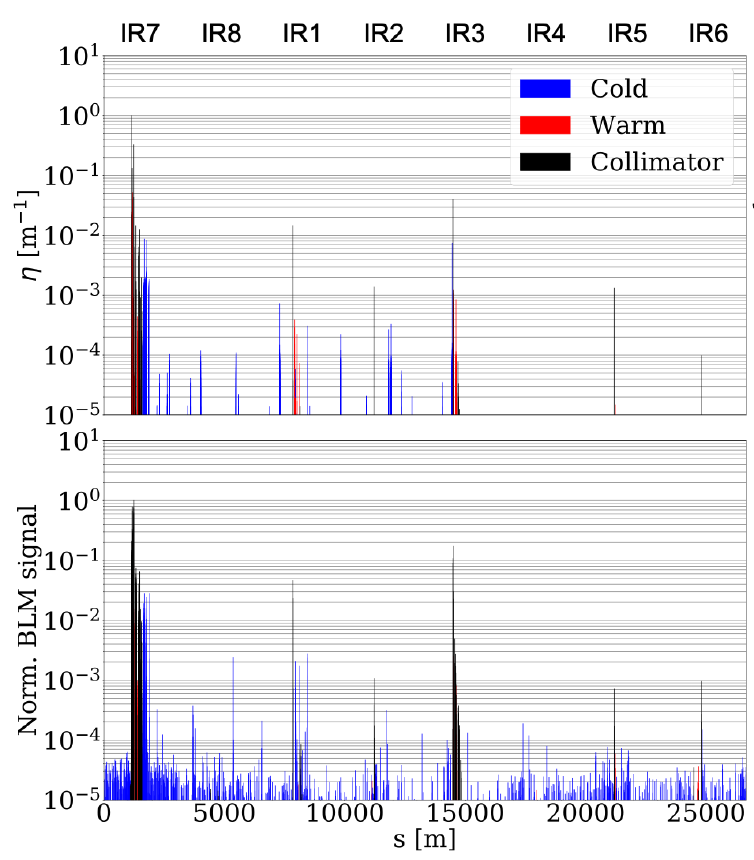 IR7 IR8 IR1 IR2 IR3 IR4 IR5 IR6
10^1
10^0
10^−1
10^−2
10^−3
10^−4
10^−5
η [m^−1]
Cold
Warm
Collimator
10^1
10^0
10^−1
10^−2
10^−3
10^−4
10^−5
Norm. BLM signal
0 5000 10000 15000 20000 25000
s [m]